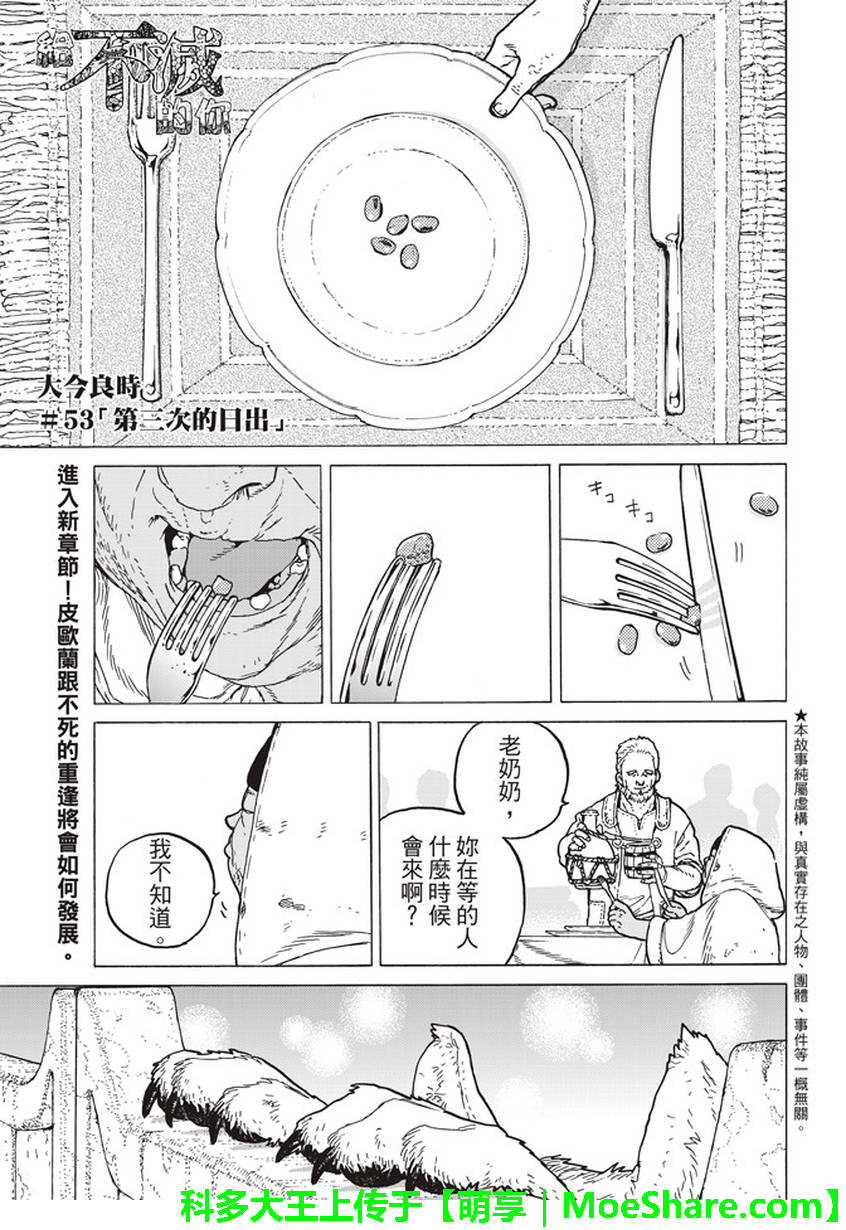 給不滅的你
大今良時
#53「第三次的日出」
キコ
キコ
進入新章節！皮歐蘭跟不死的重逢將會如何發展。
老奶奶，
妳在等的人
什麼時候
會來啊？
我不知道。
★本故事純屬虛構，與真實存在之人物、團體、事件等一概無關。
科多大王上传于【萌享｜MoeShare.com】